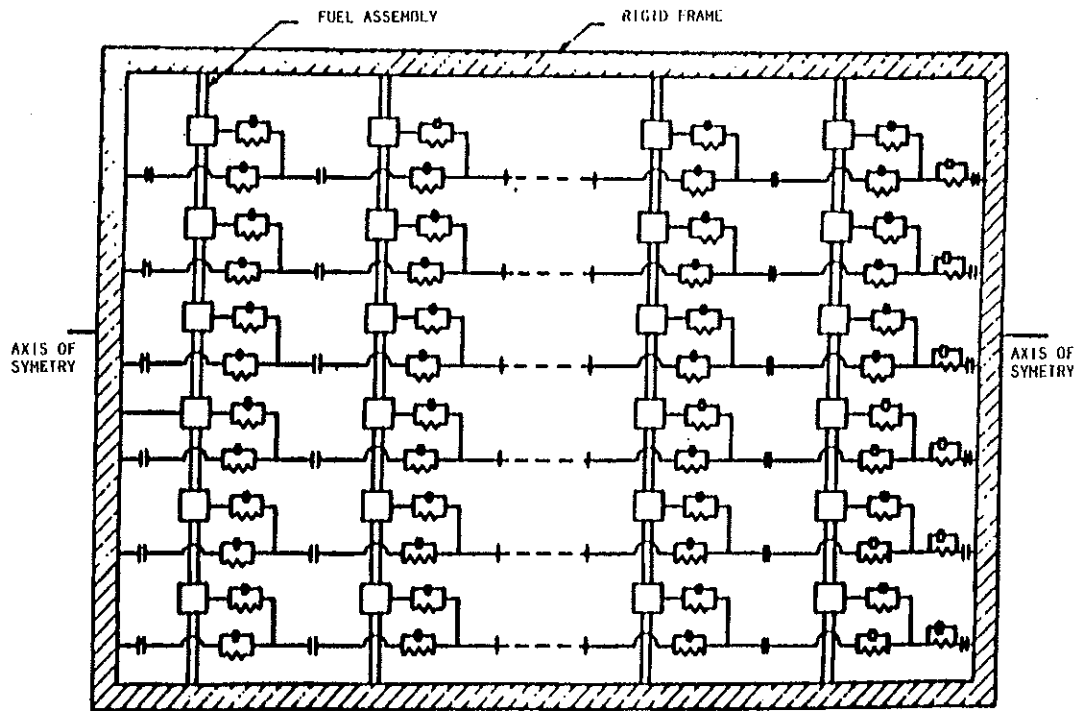 FUEL ASSEMBLY
RIGID FRAME
AXIS OF
SYMETRY
AXIS OF
SYMETRY